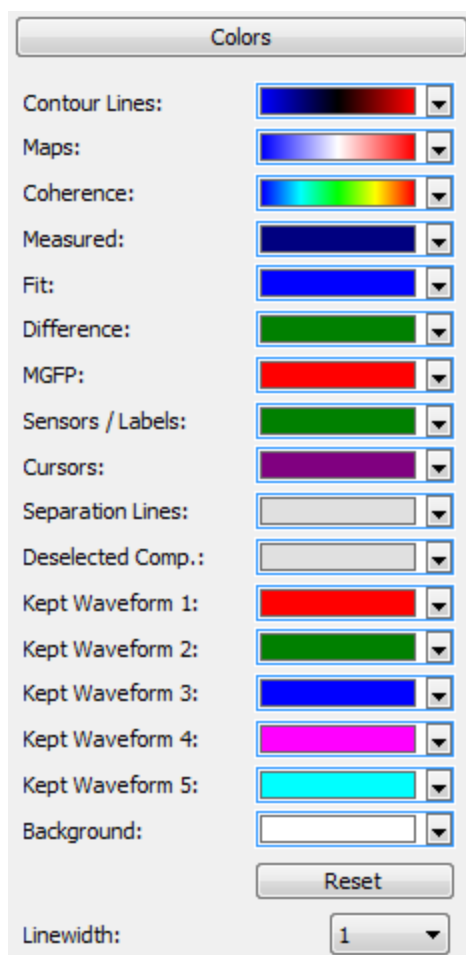 Colors
Contour Lines:
Maps:
Coherence:
Measured:
Fit:
Difference:
MGFP:
Sensors / Labels:
Cursors:
Separation Lines:
Deselected Comp.:
Kept Waveform 1:
Kept Waveform 2:
Kept Waveform 3:
Kept Waveform 4:
Kept Waveform 5:
Background:
Reset
Linewidth: 1